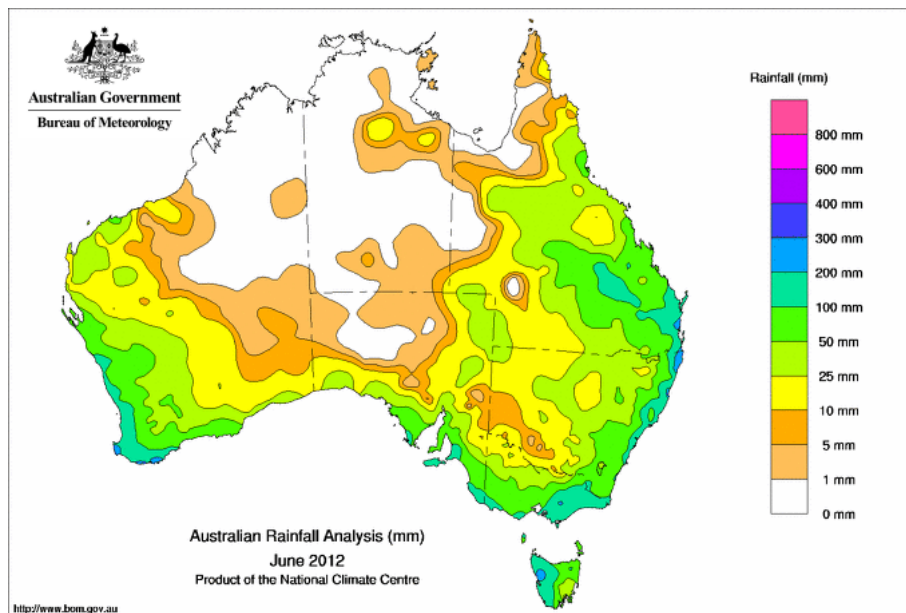 Australian Government
Bureau of Meteorology
Rainfall (mm)
800 mm
600 mm
400 mm
300 mm
200 mm
100 mm
50 mm
25 mm
10 mm
5 mm
1 mm
0 mm
Australian Rainfall Analysis (mm)
June 2012
Product of the National Climate Centre
http://www.bom.gov.au